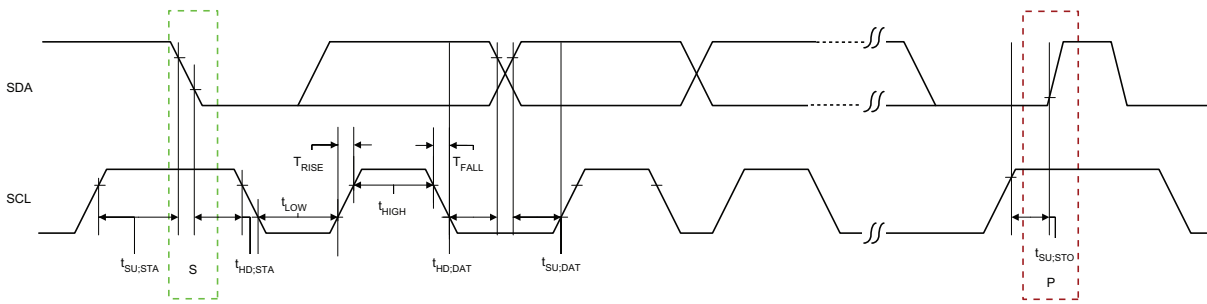 SDA
T_RISE
T_FALL
SCL
t_LOW
t_HIGH
t_SU;STA
S
t_HD;STA
t_HD;DAT
t_SU;DAT
t_SU;STO
P